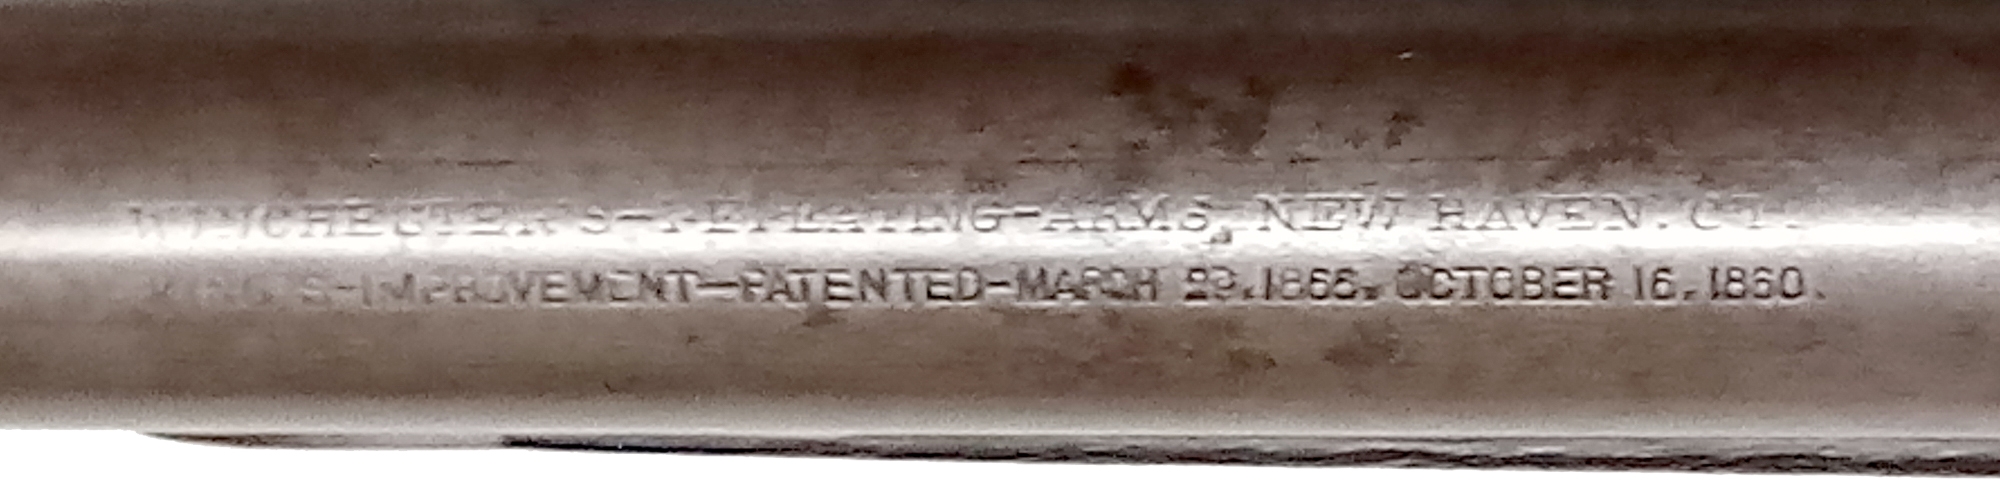 WINCHESTER'S-REPEATING-ARMS, NEW HAVEN. CT.
KING'S-IMPROVEMENT-PATENTED-MARCH 29,1866. OCTOBER 16,1860.